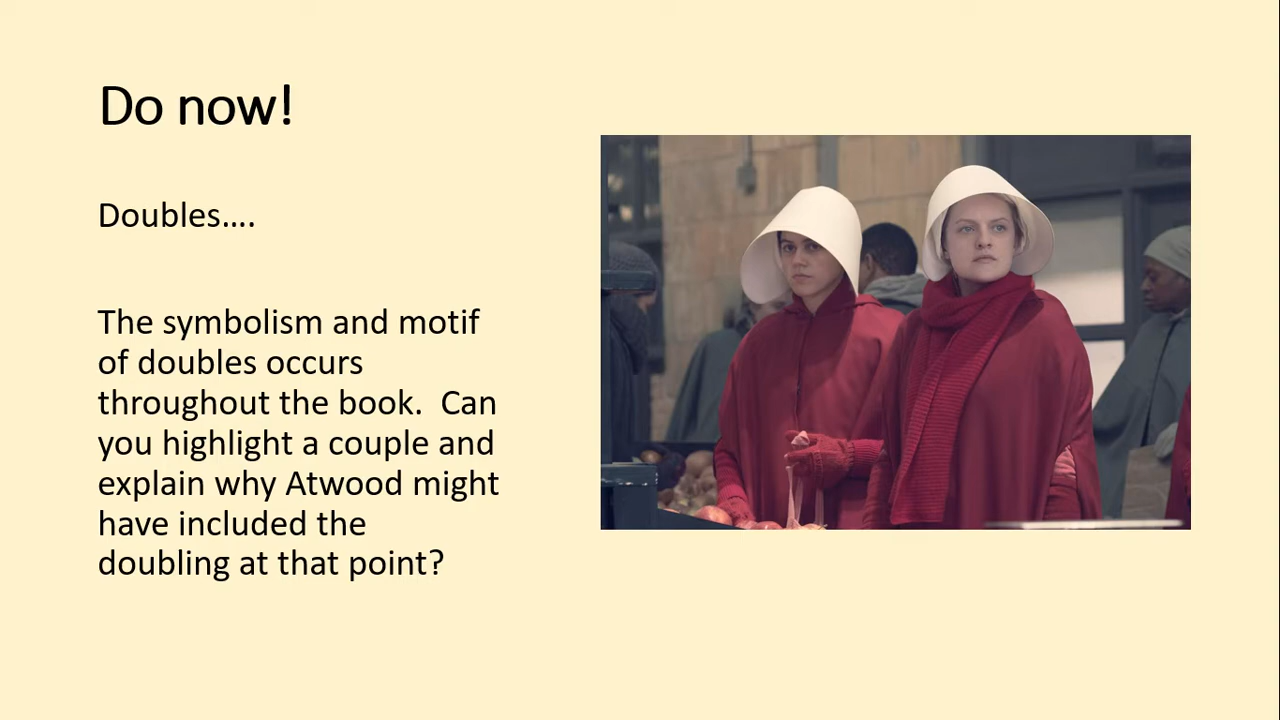 Do now!
Doubles….
The symbolism and motif
of doubles occurs
throughout the book.  Can
you highlight a couple and
explain why Atwood might
have included the
doubling at that point?